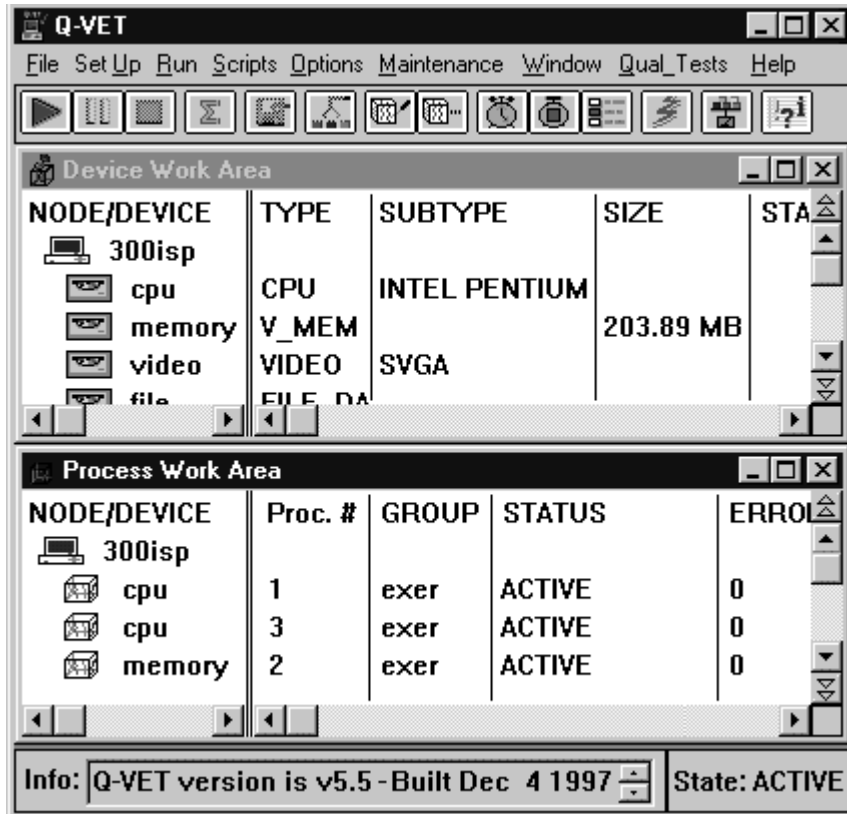 Q-VET
File Set Up Run Scripts Options Maintenance Window Qual_Tests Help
Device Work Area
NODE/DEVICE TYPE SUBTYPE SIZE STA
300isp
cpu CPU INTEL PENTIUM
memory V_MEM 203.89 MB
video VIDEO SVGA
file FILE_DA
Process Work Area
NODE/DEVICE Proc. # GROUP STATUS ERRO
300isp
cpu 1 exer ACTIVE 0
cpu 3 exer ACTIVE 0
memory 2 exer ACTIVE 0
Info: Q-VET version is v5.5 - Built Dec 4 1997 State: ACTIVE